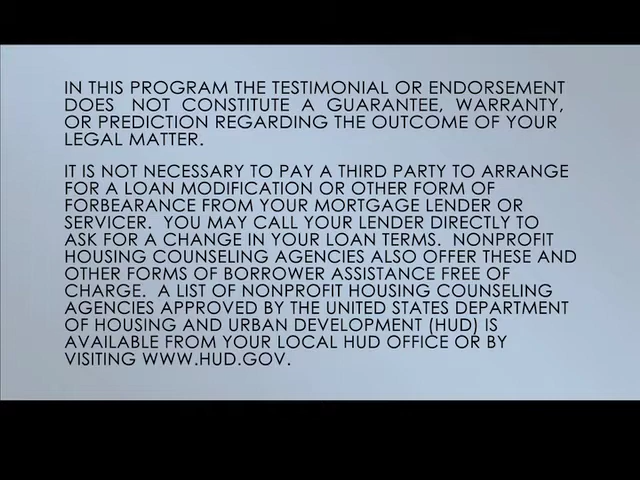 IN THIS PROGRAM THE TESTIMONIAL OR ENDORSEMENT
DOES NOT CONSTITUTE A GUARANTEE, WARRANTY,
OR PREDICTION REGARDING THE OUTCOME OF YOUR
LEGAL MATTER.
IT IS NOT NECESSARY TO PAY A THIRD PARTY TO ARRANGE
FOR A LOAN MODIFICATION OR OTHER FORM OF
FORBEARANCE FROM YOUR MORTGAGE LENDER OR
SERVICER. YOU MAY CALL YOUR LENDER DIRECTLY TO
ASK FOR A CHANGE IN YOUR LOAN TERMS. NONPROFIT
HOUSING COUNSELING AGENCIES ALSO OFFER THESE AND
OTHER FORMS OF BORROWER ASSISTANCE FREE OF
CHARGE. A LIST OF NONPROFIT HOUSING COUNSELING
AGENCIES APPROVED BY THE UNITED STATES DEPARTMENT
OF HOUSING AND URBAN DEVELOPMENT (HUD) IS
AVAILABLE FROM YOUR LOCAL HUD OFFICE OR BY
VISITING WWW.HUD.GOV.